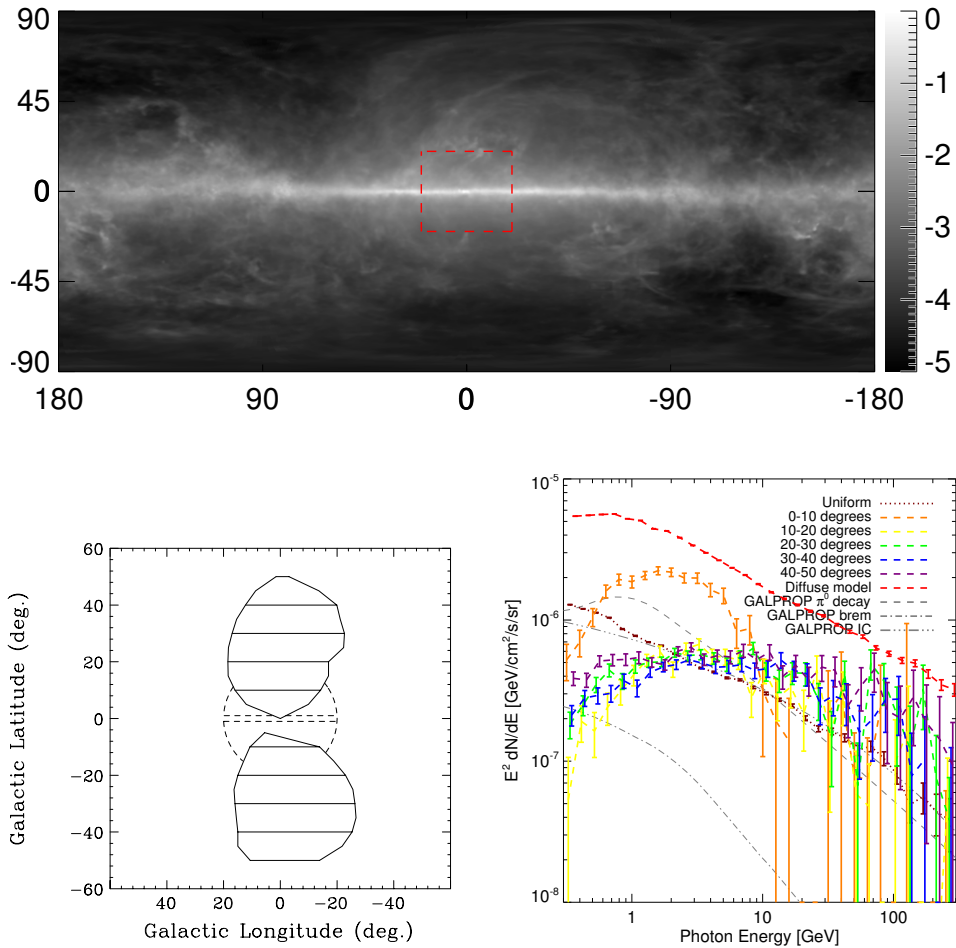 90
45
0
-45
-90
180 90 0 -90 -180
0
-1
-2
-3
-4
-5
Galactic Latitude (deg.)
60
40
20
0
-20
-40
-60
60 40 20 0 -20 -40
Galactic Longitude (deg.)
E² dN/dE [GeV/cm²/s/sr]
10⁻⁵
10⁻⁶
10⁻⁷
10⁻⁸
Uniform
0-10 degrees
10-20 degrees
20-30 degrees
30-40 degrees
40-50 degrees
Diffuse model
GALPROP π⁰ decay
GALPROP brem
GALPROP IC
1 10 100
Photon Energy [GeV]